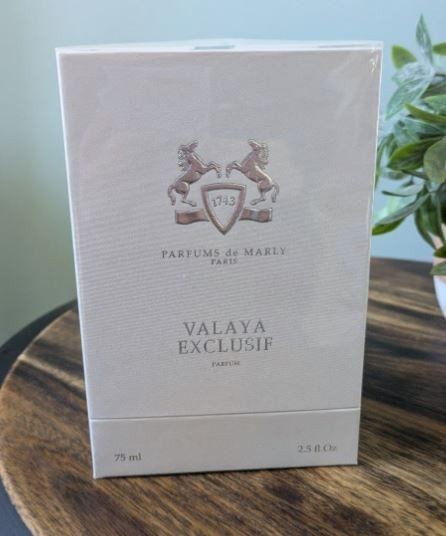 1743
PARFUMS de MARLY
PARIS
VALAYA
EXCLUSIF
PARFUM
75 ml
2.5 fl.Oz